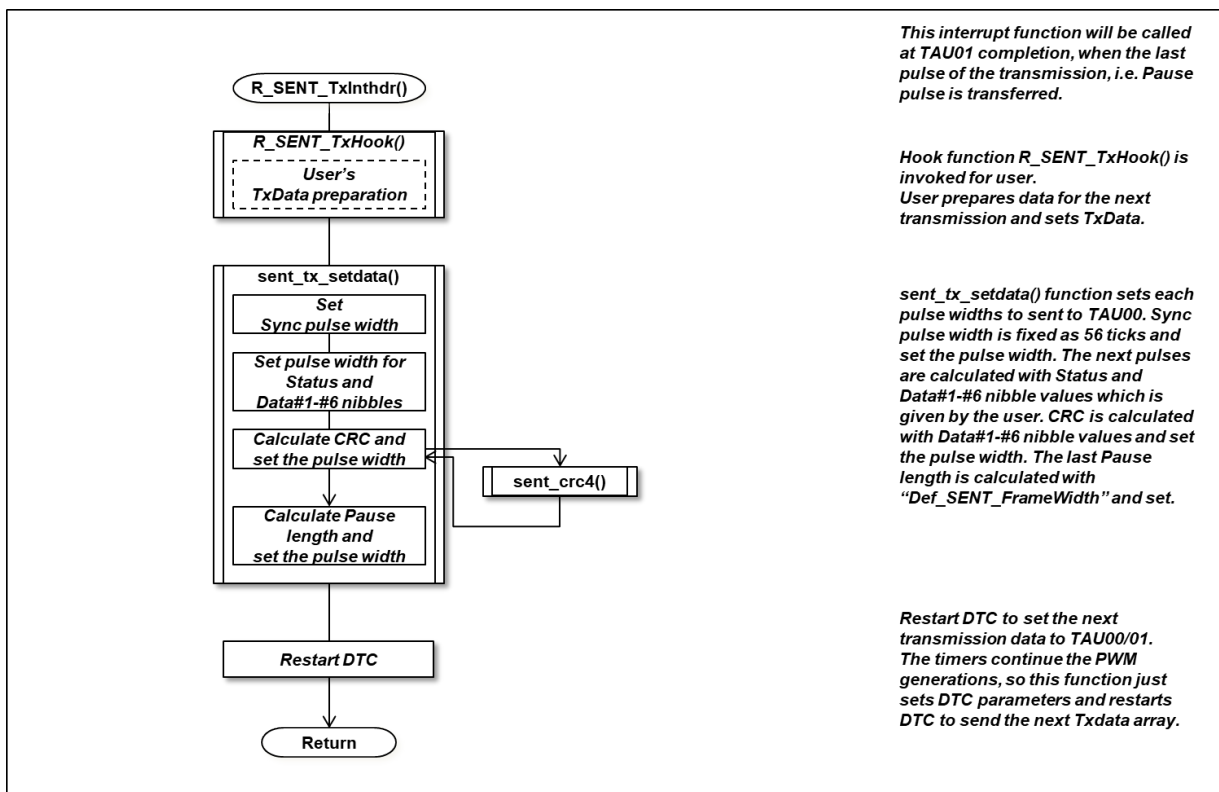 R_SENT_TxInthdr()
R_SENT_TxHook()
User's
TxData preparation
sent_tx_setdata()
Set
Sync pulse width
Set pulse width for
Status and
Data#1-#6 nibbles
Calculate CRC and
set the pulse width
sent_crc4()
Calculate Pause
length and
set the pulse width
Restart DTC
Return
This interrupt function will be called
at TAU01 completion, when the last
pulse of the transmission, i.e. Pause
pulse is transferred.
Hook function R_SENT_TxHook() is
invoked for user.
User prepares data for the next
transmission and sets TxData.
sent_tx_setdata() function sets each
pulse widths to sent to TAU00. Sync
pulse width is fixed as 56 ticks and
set the pulse width. The next pulses
are calculated with Status and
Data#1-#6 nibble values which is
given by the user. CRC is calculated
with Data#1-#6 nibble values and set
the pulse width. The last Pause
length is calculated with
“Def_SENT_FrameWidth” and set.
Restart DTC to set the next
transmission data to TAU00/01.
The timers continue the PWM
generations, so this function just
sets DTC parameters and restarts
DTC to send the next Txdata array.